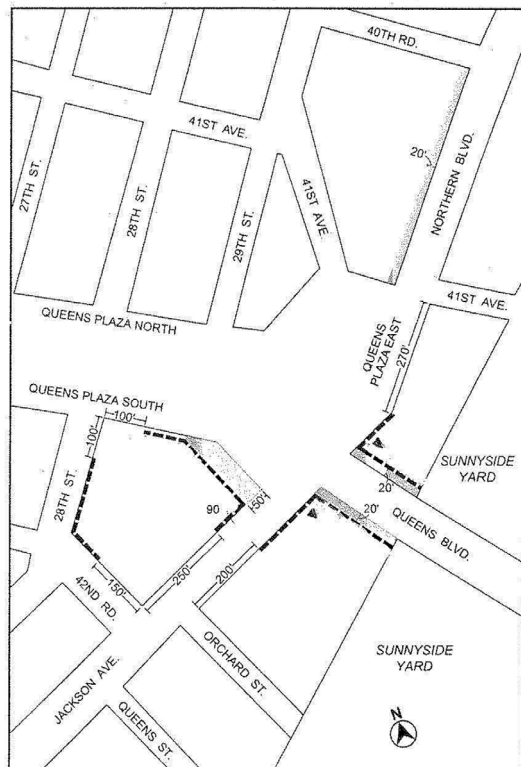 40TH RD.
41ST AVE.
20'
NORTHERN BLVD.
27TH ST.
28TH ST.
29TH ST.
41ST AVE.
41ST AVE.
QUEENS PLAZA NORTH
QUEENS
PLAZA EAST
270'
QUEENS PLAZA SOUTH
100'
100'
SUNNYSIDE
YARD
20'
28TH ST.
50'
90
20'
QUEENS BLVD.
150'
250'
200'
42ND RD.
ORCHARD ST.
SUNNYSIDE
YARD
JACKSON AVE.
QUEENS ST.
N